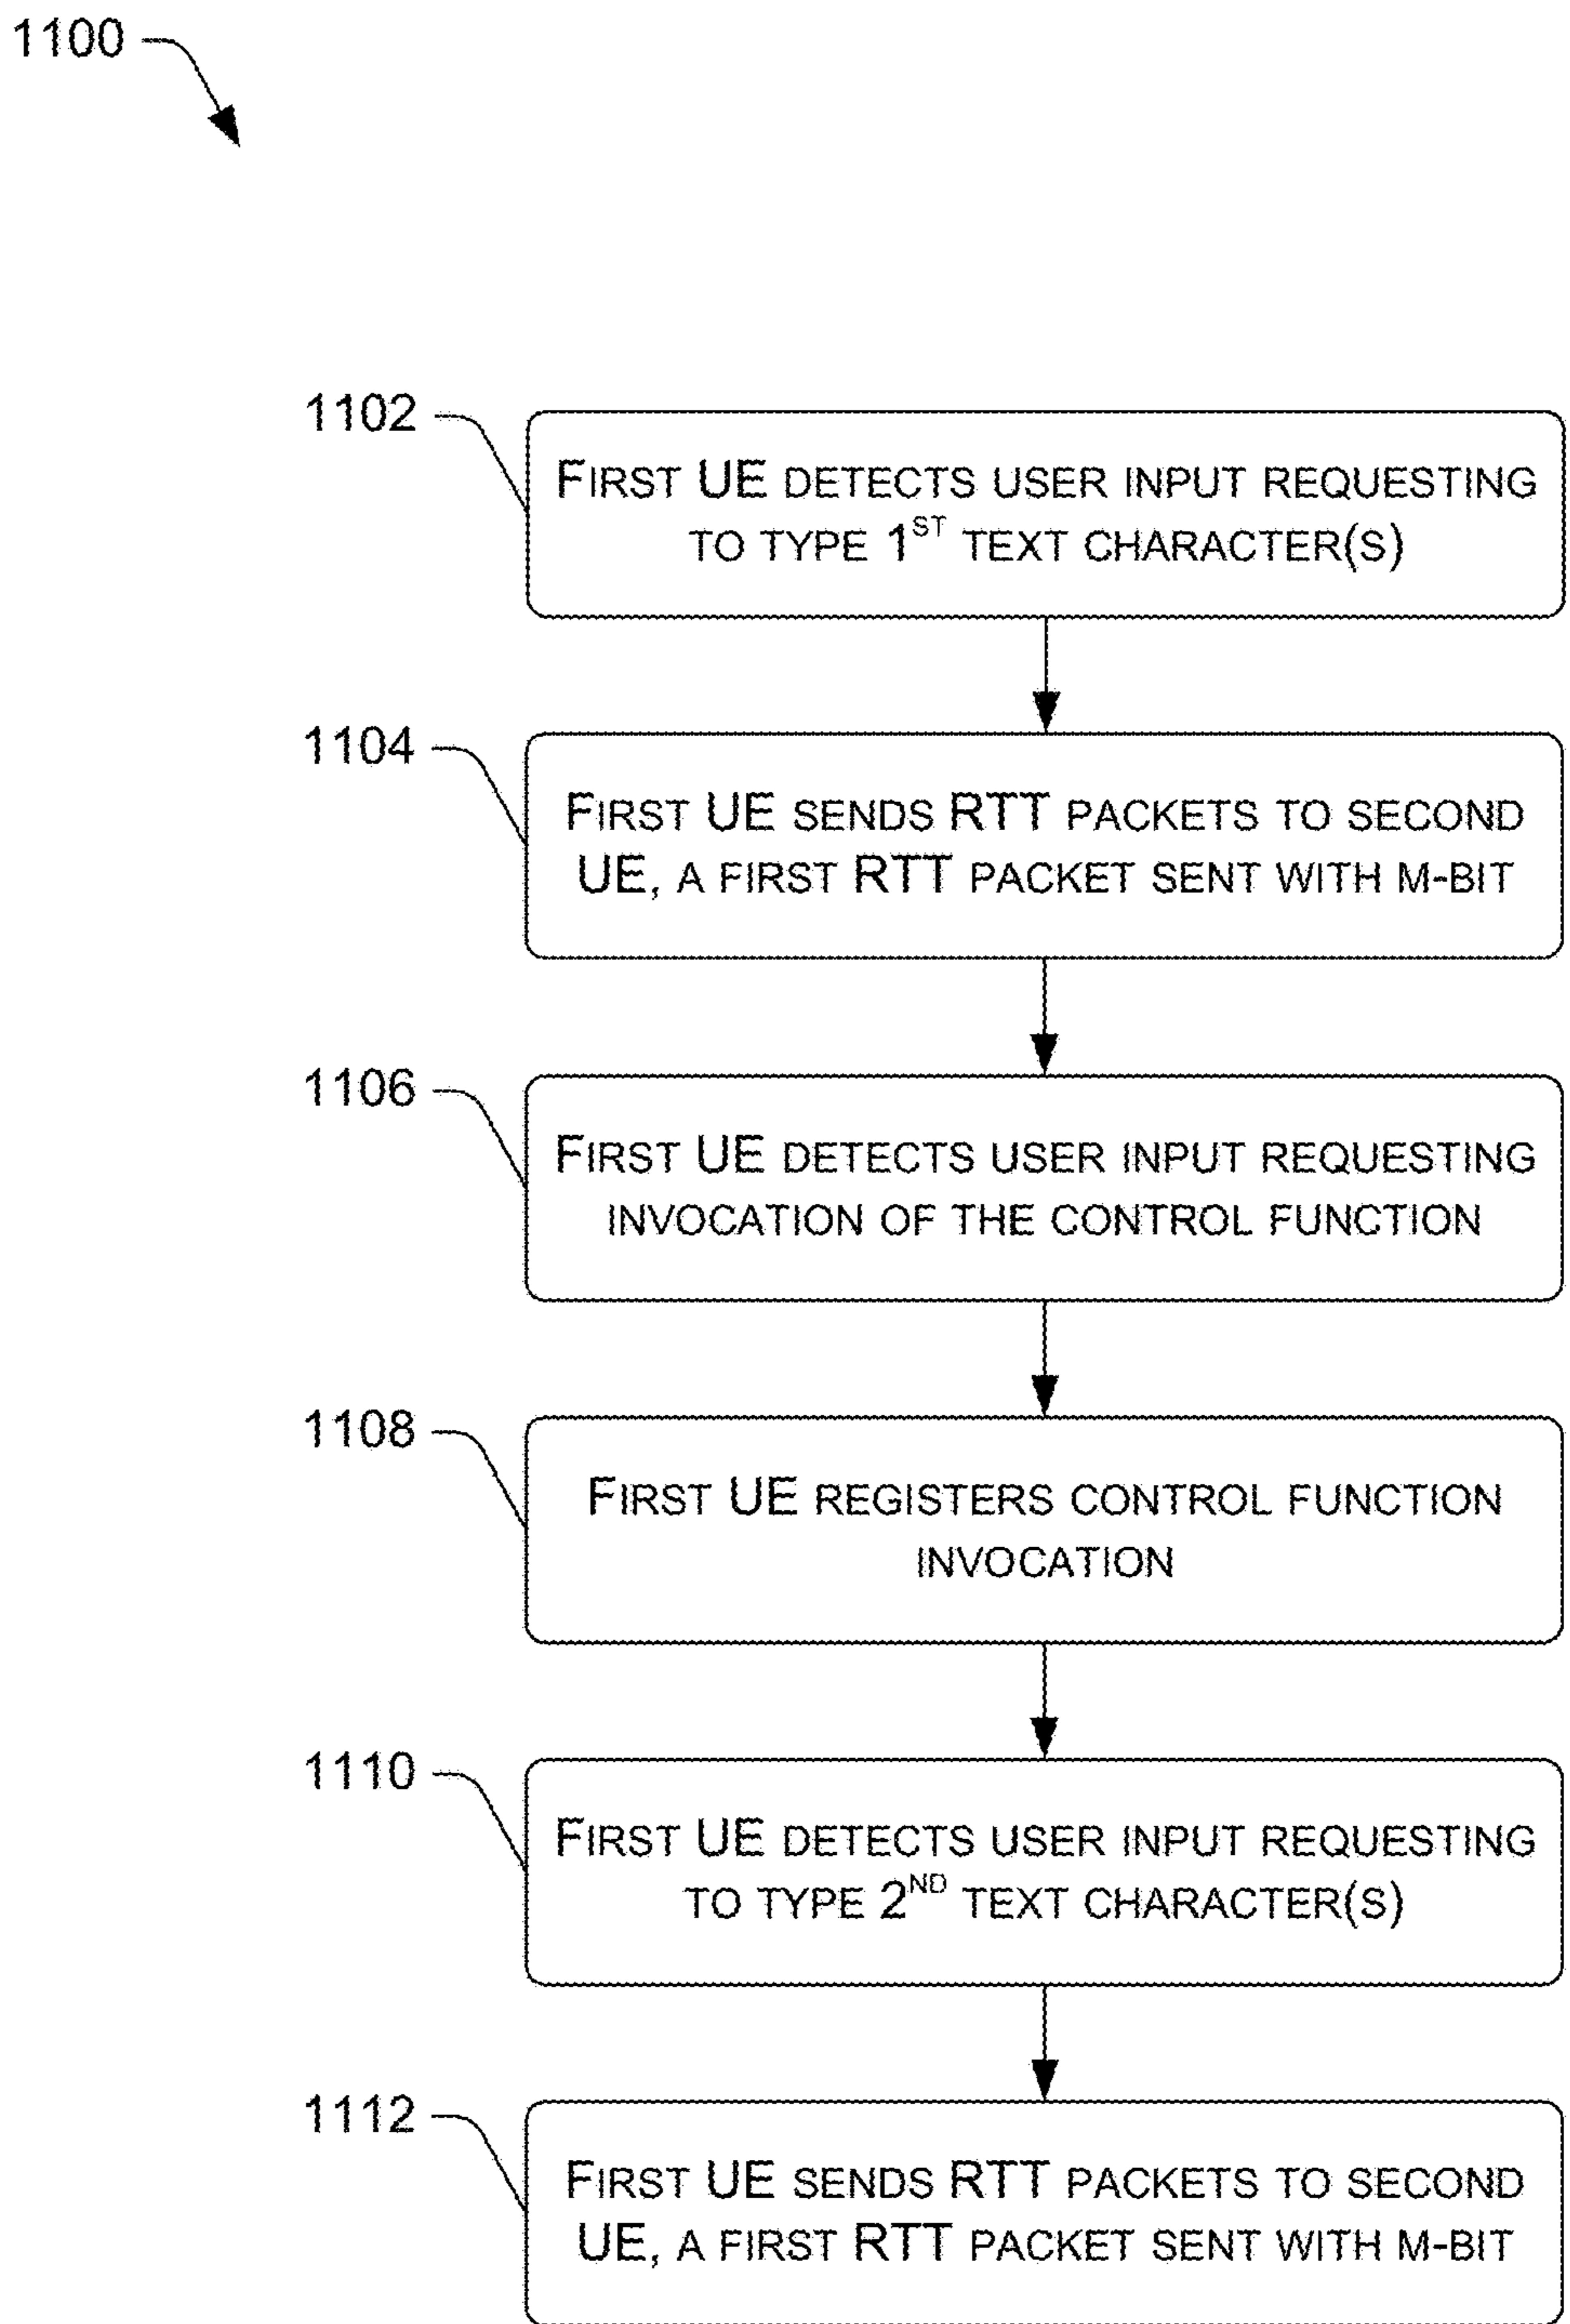 1100
1102
FIRST UE DETECTS USER INPUT REQUESTING
TO TYPE 1ST TEXT CHARACTER(S)
1104
FIRST UE SENDS RTT PACKETS TO SECOND
UE, A FIRST RTT PACKET SENT WITH M-BIT
1106
FIRST UE DETECTS USER INPUT REQUESTING
INVOCATION OF THE CONTROL FUNCTION
1108
FIRST UE REGISTERS CONTROL FUNCTION
INVOCATION
1110
FIRST UE DETECTS USER INPUT REQUESTING
TO TYPE 2ND TEXT CHARACTER(S)
1112
FIRST UE SENDS RTT PACKETS TO SECOND
UE, A FIRST RTT PACKET SENT WITH M-BIT